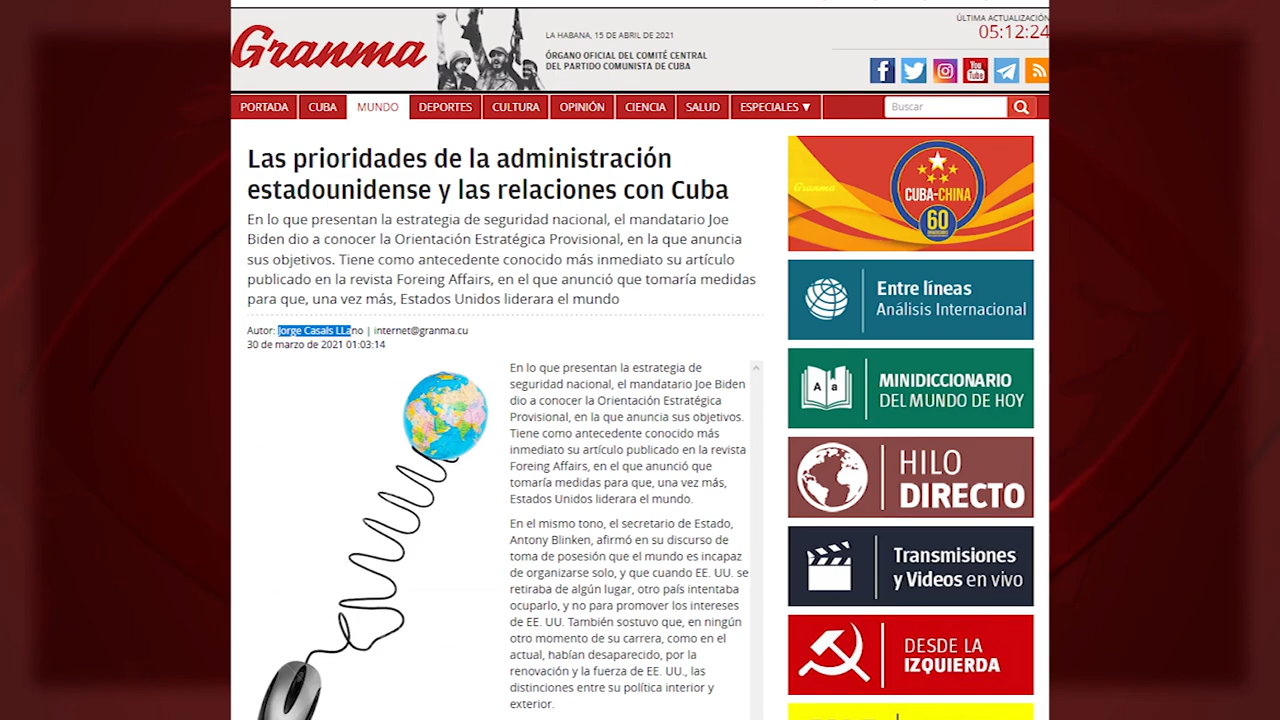 Granma
LA HABANA, 15 DE ABRIL DE 2021
ÓRGANO OFICIAL DEL COMITÉ CENTRAL
DEL PARTIDO COMUNISTA DE CUBA
ÚLTIMA ACTUALIZACIÓN
05:12:24
You
Tube
PORTADA CUBA MUNDO DEPORTES CULTURA OPINIÓN CIENCIA SALUD ESPECIALES ▼ Buscar
Las prioridades de la administración
estadounidense y las relaciones con Cuba
En lo que presentan la estrategia de seguridad nacional, el mandatario Joe
Biden dio a conocer la Orientación Estratégica Provisional, en la que anuncia
sus objetivos. Tiene como antecedente conocido más inmediato su artículo
publicado en la revista Foreing Affairs, en el que anunció que tomaría medidas
para que, una vez más, Estados Unidos liderara el mundo
Autor: Jorge Casals LLano | internet@granma.cu
30 de marzo de 2021 01:03:14
En lo que presentan la estrategia de
seguridad nacional, el mandatario Joe Biden
dio a conocer la Orientación Estratégica
Provisional, en la que anuncia sus objetivos.
Tiene como antecedente conocido más
inmediato su artículo publicado en la revista
Foreing Affairs, en el que anunció que
tomaría medidas para que, una vez más,
Estados Unidos liderara el mundo.
En el mismo tono, el secretario de Estado,
Antony Blinken, afirmó en su discurso de
toma de posesión que el mundo es incapaz
de organizarse solo, y que cuando EE. UU. se
retiraba de algún lugar, otro país intentaba
ocuparlo, y no para promover los intereses
de EE. UU. También sostuvo que, en ningún
otro momento de su carrera, como en el
actual, habían desaparecido, por la
renovación y la fuerza de EE. UU., las
distinciones entre su política interior y
exterior.
Granma
CUBA-CHINA
60
Entre líneas
Análisis Internacional
A a
MINIDICCIONARIO
DEL MUNDO DE HOY
HILO
DIRECTO
Transmisiones
y Videos en vivo
DESDE LA
IZQUIERDA